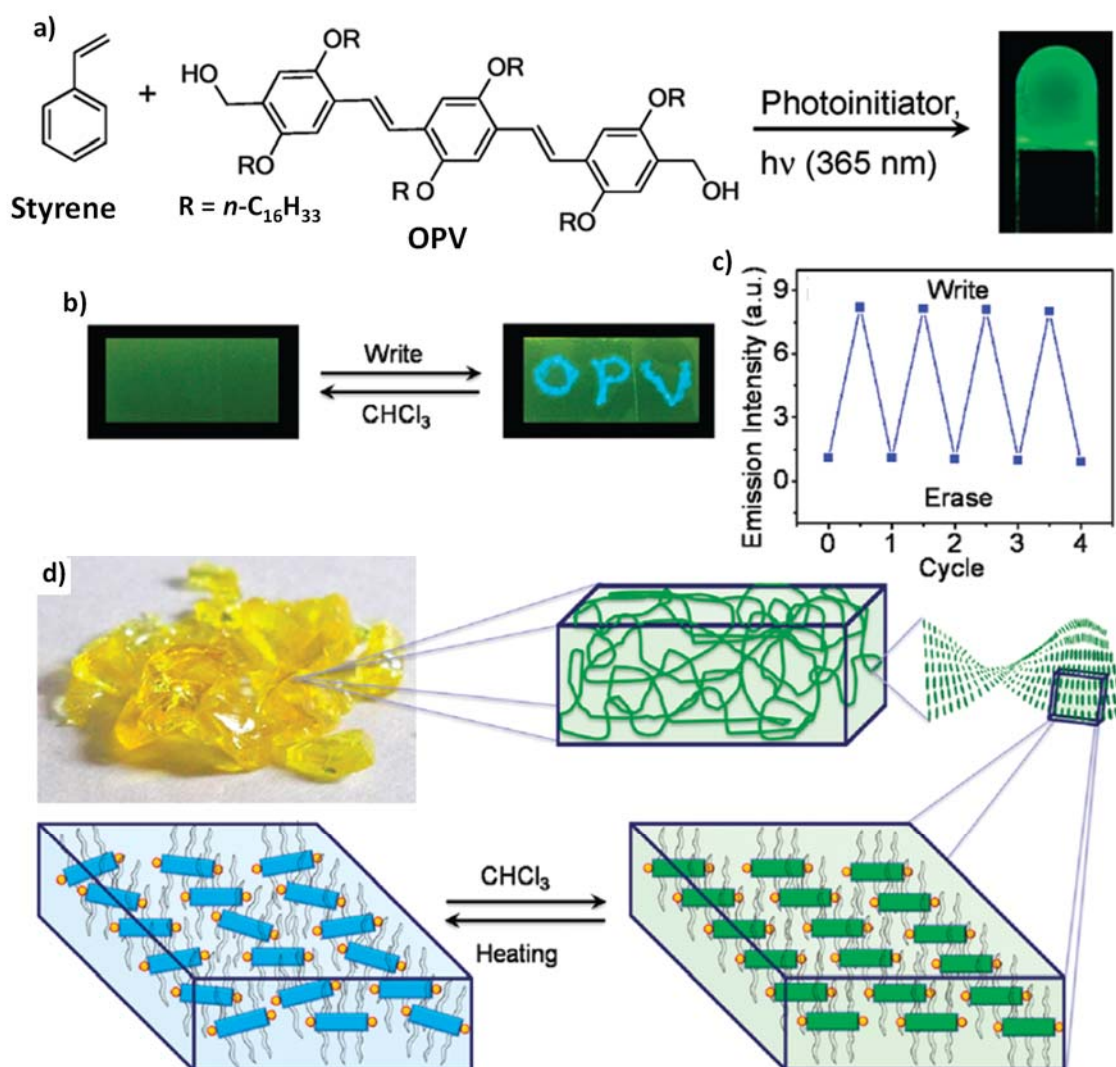 a)
OR
OR
OR
HO
+
Photoinitiator,
hν (365 nm)
OR
R
O
RO
OH
Styrene
R = n-C₁₆H₃₃
OPV
b)
Write
CHCl₃
OPV
c)
Emission Intensity (a.u.)
9
6
3
0
Write
Erase
0 1 2 3 4
Cycle
d)
CHCl₃
Heating